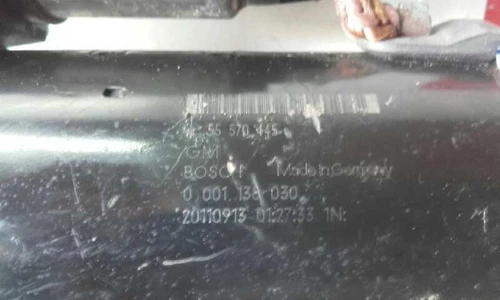 55 570 445
GM
BOSCH Made in Germany
0 001 138 030
20110913 01:27:33 1N: